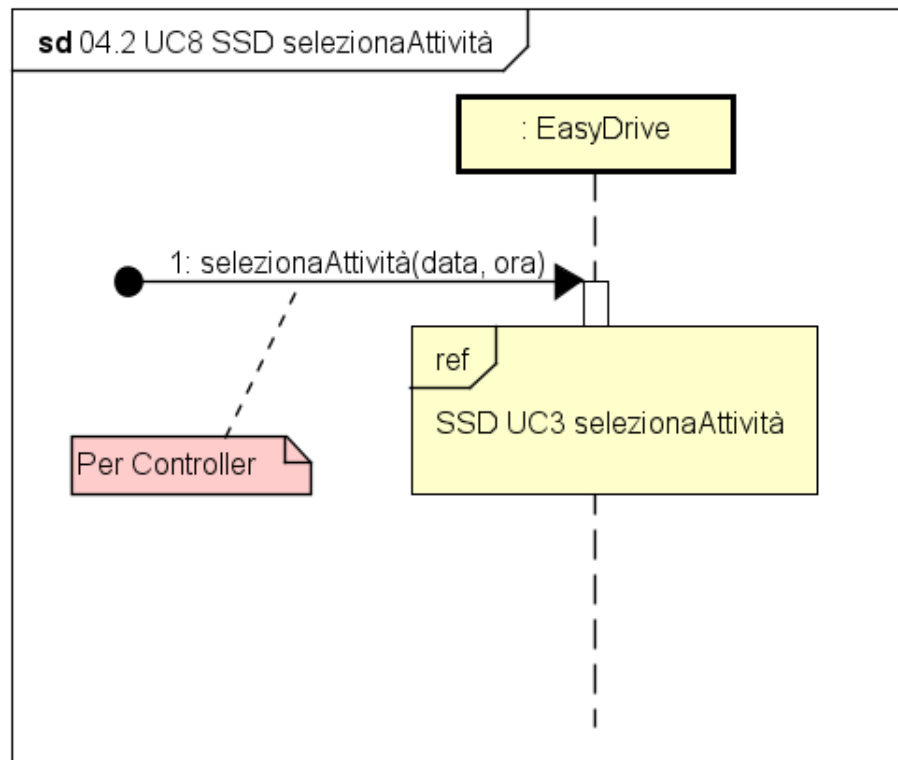 sd 04.2 UC8 SSD selezionaAttività
: EasyDrive
1: selezionaAttività(data, ora)
ref
SSD UC3 selezionaAttività
Per Controller